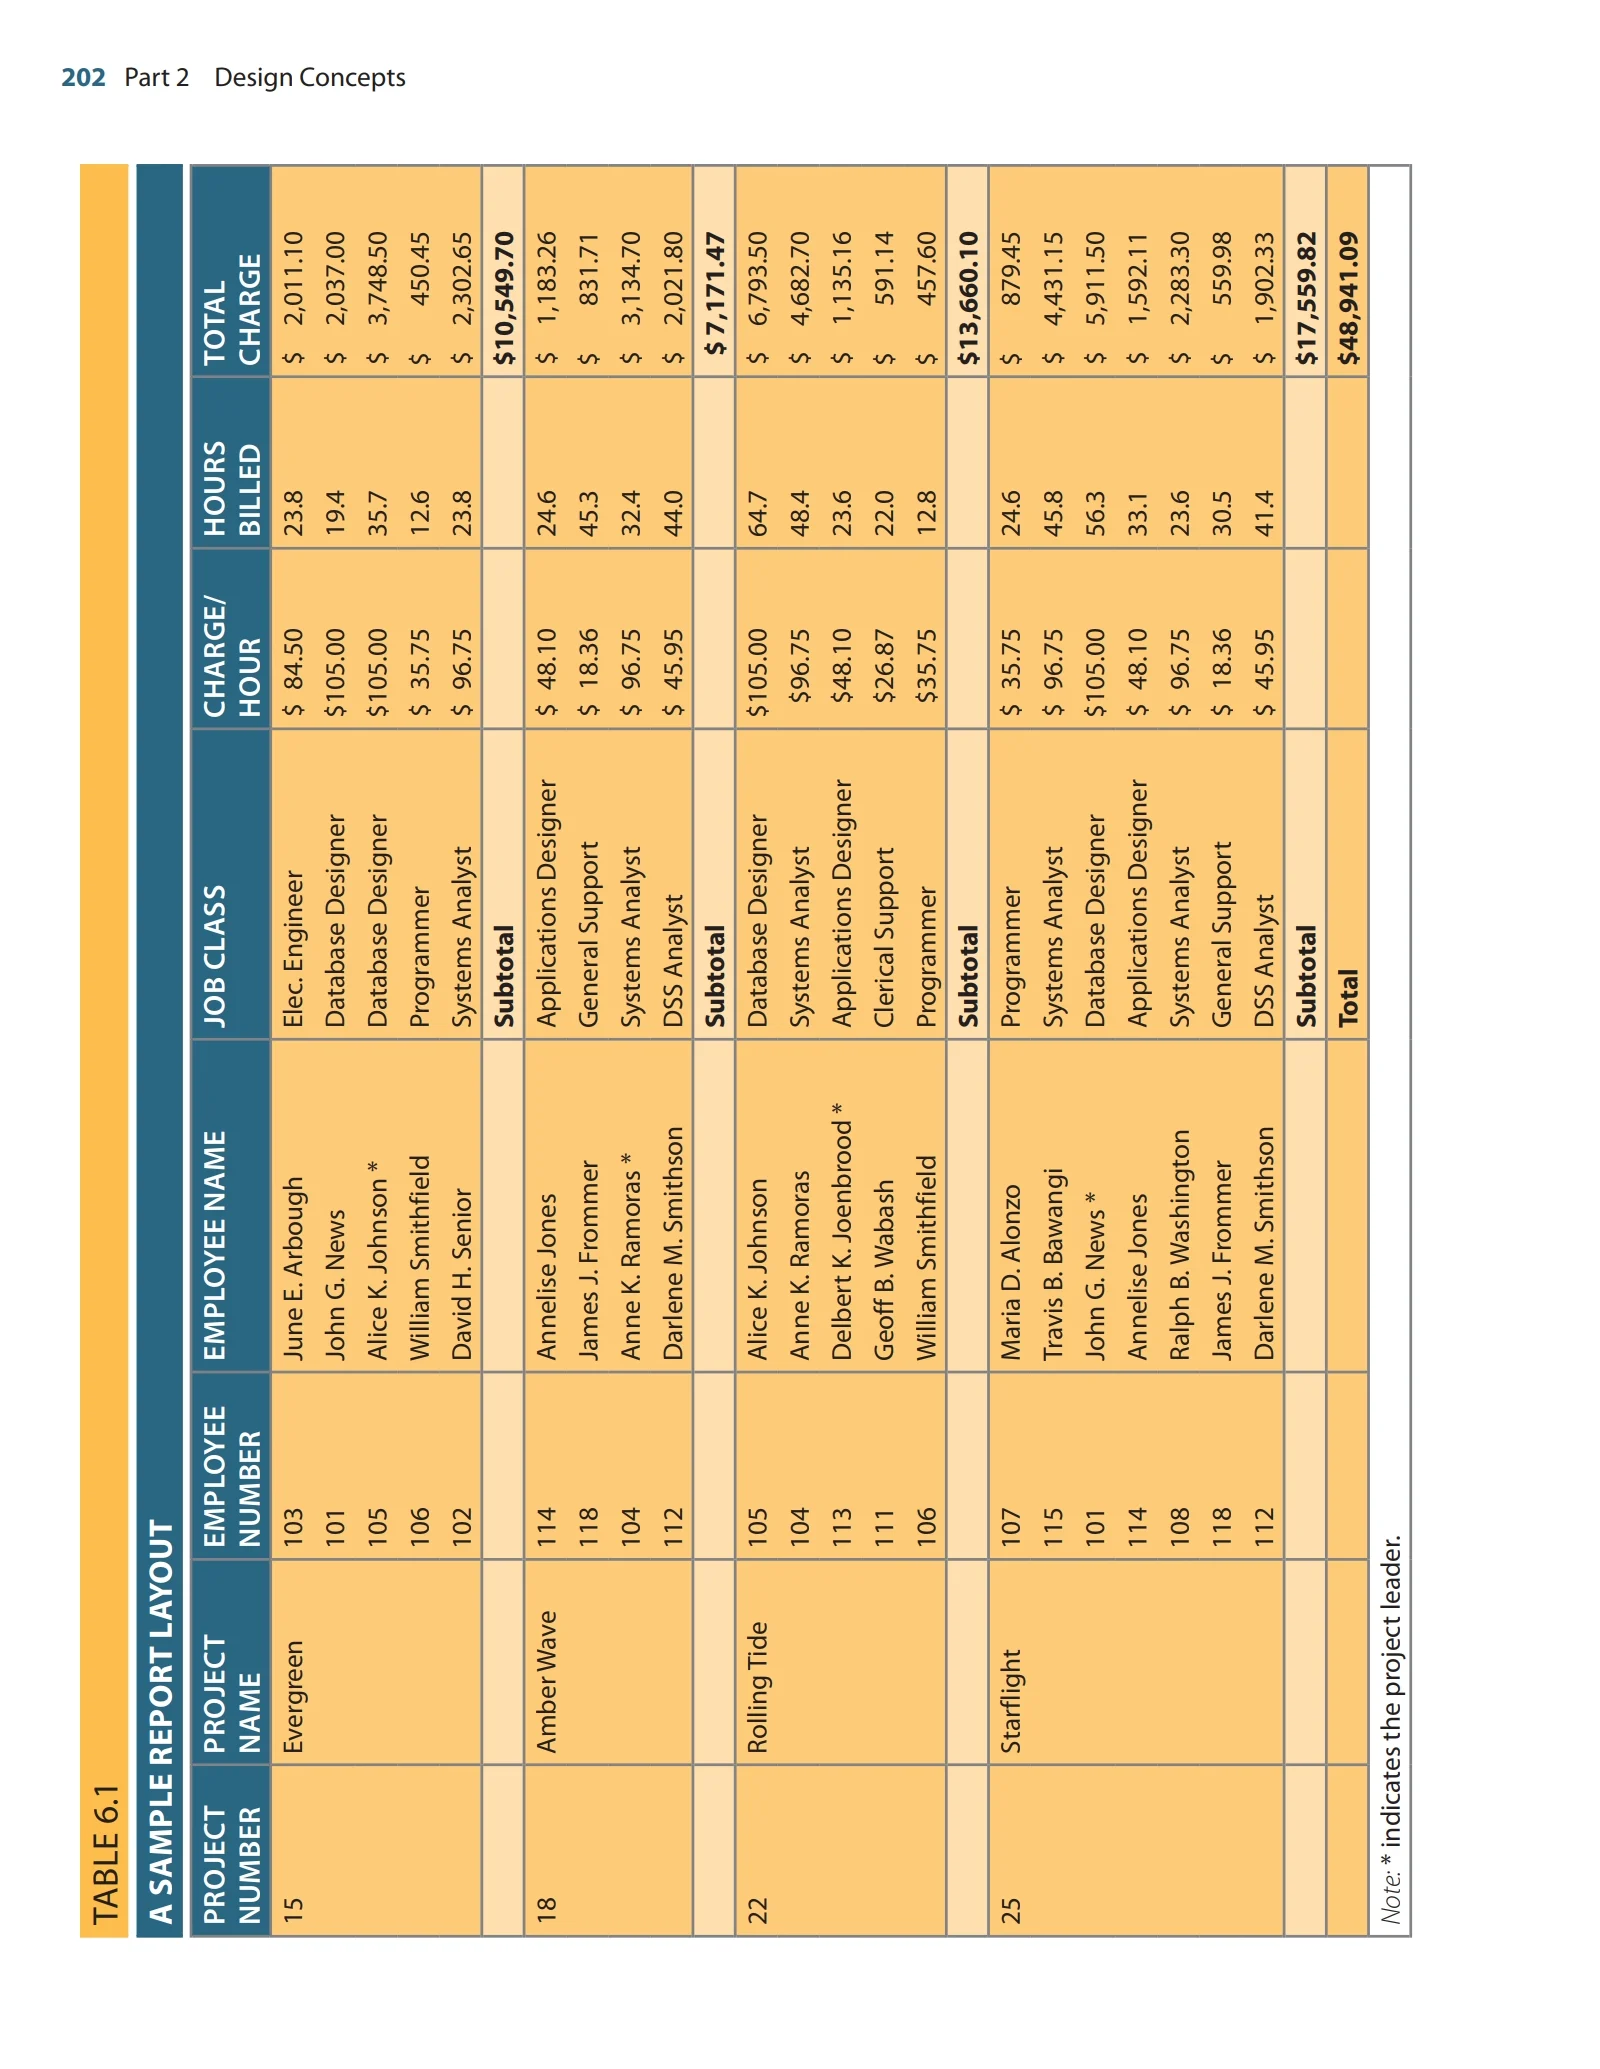 202 Part 2 Design Concepts
TABLE 6.1
A SAMPLE REPORT LAYOUT
PROJECT NUMBER PROJECT NAME EMPLOYEE NUMBER EMPLOYEE NAME JOB CLASS CHARGE/ HOUR HOURS BILLED TOTAL CHARGE
15 Evergreen 103 June E. Arbough Elec. Engineer $ 84.50 23.8 $ 2,011.10
101 John G. News Database Designer $105.00 19.4 $ 2,037.00
105 Alice K. Johnson * Database Designer $105.00 35.7 $ 3,748.50
106 William Smithfield Programmer $ 35.75 12.6 $ 450.45
102 David H. Senior Systems Analyst $ 96.75 23.8 $ 2,302.65
Subtotal $10,549.70
18 Amber Wave 114 Annelise Jones Applications Designer $ 48.10 24.6 $ 1,183.26
118 James J. Frommer General Support $ 18.36 45.3 $ 831.71
104 Anne K. Ramoras * Systems Analyst $ 96.75 32.4 $ 3,134.70
112 Darlene M. Smithson DSS Analyst $ 45.95 44.0 $ 2,021.80
Subtotal $ 7,171.47
22 Rolling Tide 105 Alice K. Johnson Database Designer $105.00 64.7 $ 6,793.50
104 Anne K. Ramoras Systems Analyst $96.75 48.4 $ 4,682.70
113 Delbert K. Joenbrood * Applications Designer $48.10 23.6 $ 1,135.16
111 Geoff B. Wabash Clerical Support $26.87 22.0 $ 591.14
106 William Smithfield Programmer $35.75 12.8 $ 457.60
Subtotal $13,660.10
25 Starflight 107 Maria D. Alonzo Programmer $ 35.75 24.6 $ 879.45
115 Travis B. Bawangi Systems Analyst $ 96.75 45.8 $ 4,431.15
101 John G. News * Database Designer $105.00 56.3 $ 5,911.50
114 Annelise Jones Applications Designer $ 48.10 33.1 $ 1,592.11
108 Ralph B. Washington Systems Analyst $ 96.75 23.6 $ 2,283.30
118 James J. Frommer General Support $ 18.36 30.5 $ 559.98
112 Darlene M. Smithson DSS Analyst $ 45.95 41.4 $ 1,902.33
Subtotal $17,559.82
Total $48,941.09
Note: * indicates the project leader.